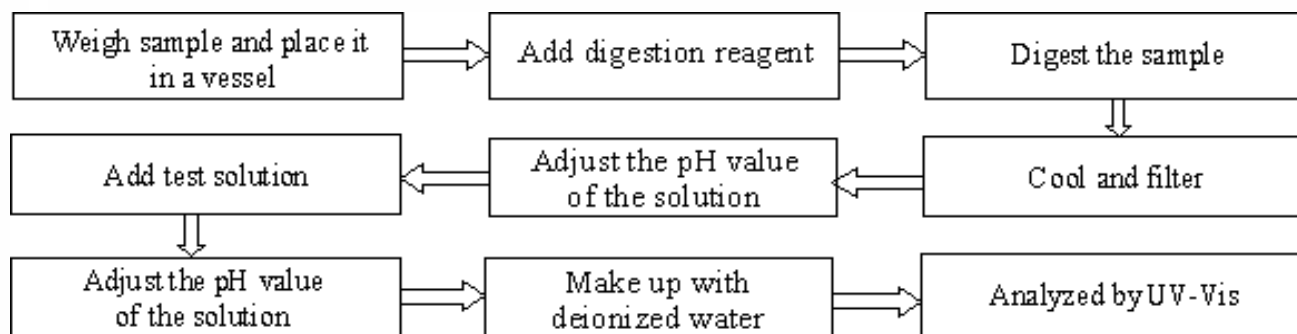 Weigh sample and place it
in a vessel
Add digestion reagent
Digest the sample
Cool and filter
Adjust the pH value
of the solution
Add test solution
Adjust the pH value
of the solution
Make up with
deionized water
Analyzed by UV-Vis